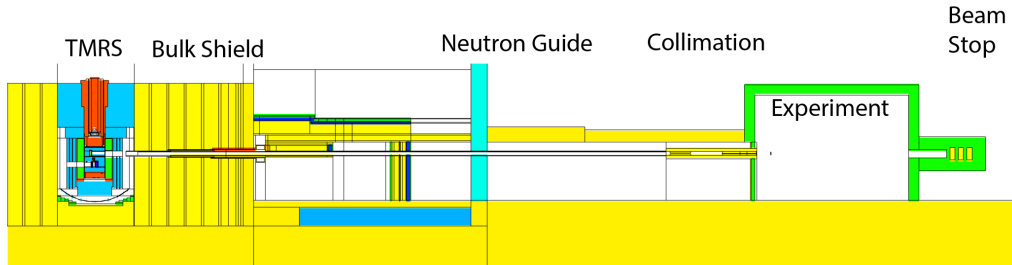 TMRS
Bulk Shield
Neutron Guide
Collimation
Beam
Stop
Experiment